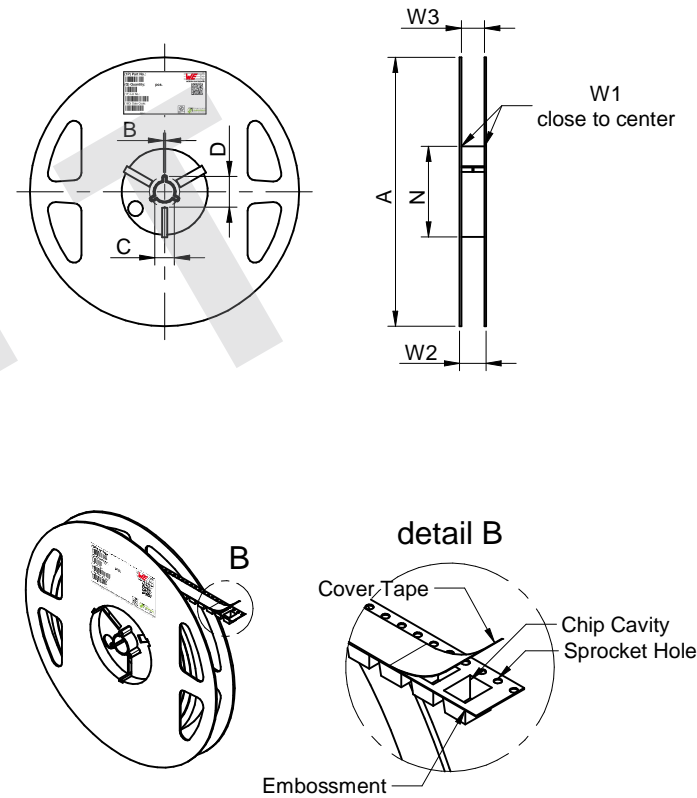 W3
W1
close to center
B
D
C
A
N
W2
B
detail B
Cover Tape
Chip Cavity
Sprocket Hole
Embossment